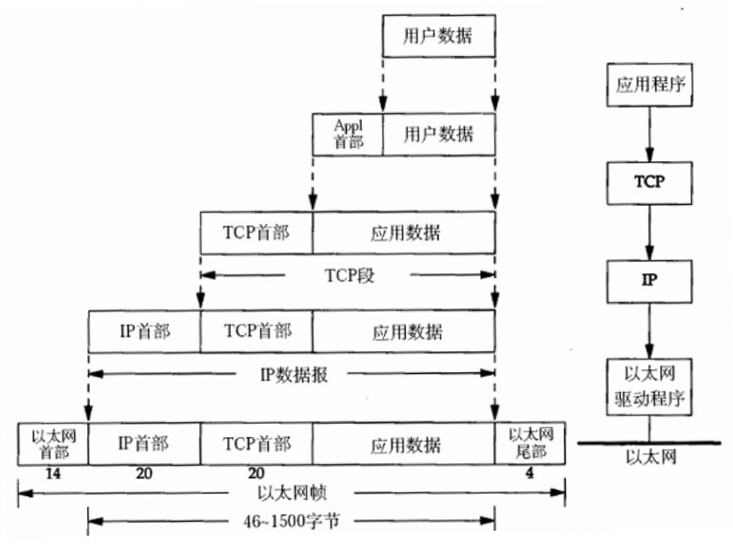 用户数据
应用程序
Appl
首部
用户数据
TCP
TCP首部
应用数据
TCP段
IP
IP首部
TCP首部
应用数据
IP数据报
以太网
驱动程序
以太网
首部
IP首部
TCP首部
应用数据
以太网
尾部
以太网
14
20
20
4
以太网帧
46~1500字节